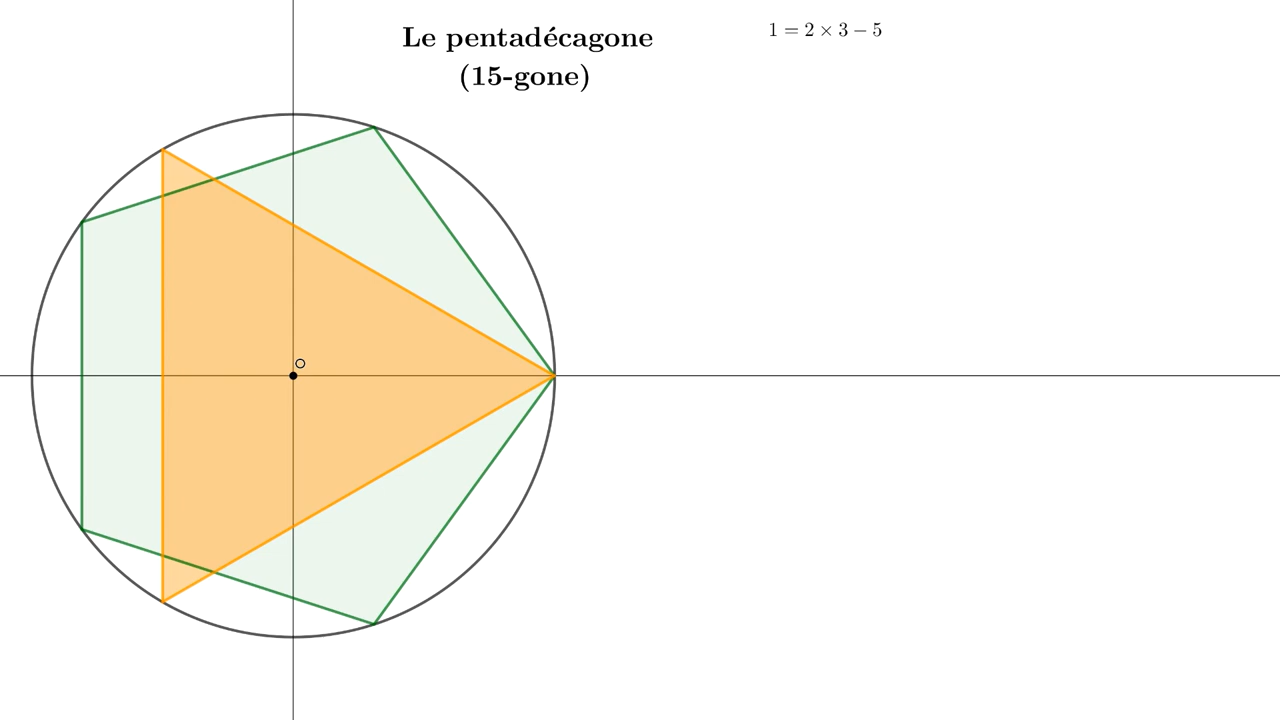 Le pentadécagone
(15-gone)
1 = 2 × 3 − 5
O